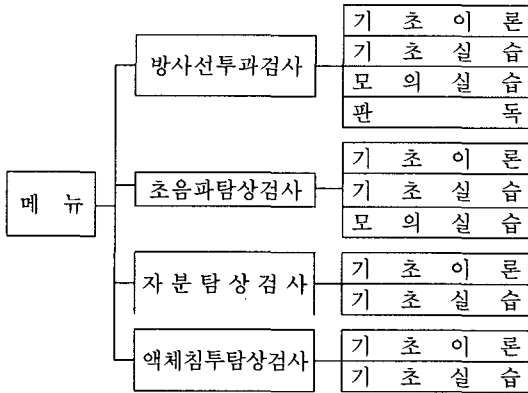 메 뉴
방사선투과검사
기 초 이 론
기 초 실 습
모 의 실 습
판 독
초음파탐상검사
기 초 이 론
기 초 실 습
모 의 실 습
자 분 탐 상 검 사
기 초 이 론
기 초 실 습
액체침투탐상검사
기 초 이 론
기 초 실 습